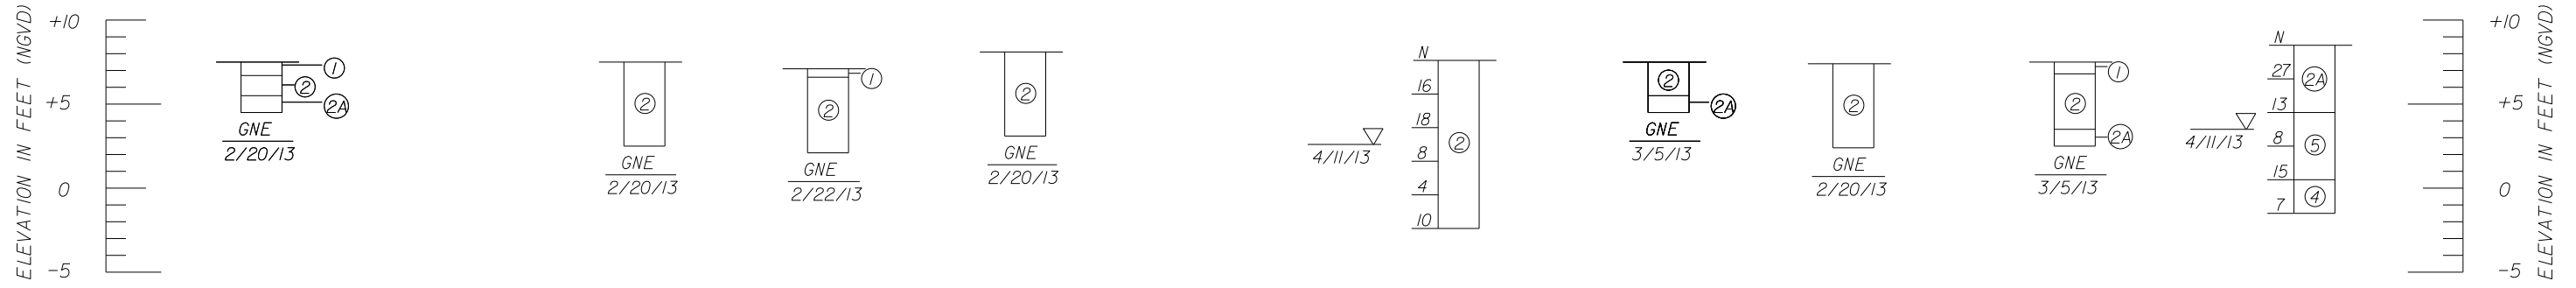 ELEVATION IN FEET (NGVD)
+10
+5
0
-5
1
2
2A
GNE
2/20/13
2
GNE
2/20/13
1
2
GNE
2/22/13
2
GNE
2/20/13
4/11/13
N
16
18
8
4
10
2
2
2A
GNE
3/5/13
2
GNE
2/20/13
1
2
2A
GNE
3/5/13
4/11/13
N
27
13
8
15
7
2A
5
4
+10
+5
0
-5
ELEVATION IN FEET (NGVD)